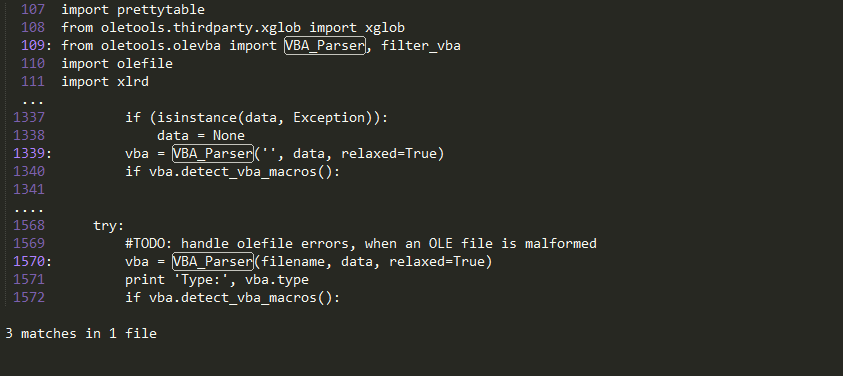 107 import prettytable
108 from oletools.thirdparty.xglob import xglob
109: from oletools.olevba import VBA_Parser, filter_vba
110 import olefile
111 import xlrd
...
1337 if (isinstance(data, Exception)):
1338 data = None
1339: vba = VBA_Parser('', data, relaxed=True)
1340 if vba.detect_vba_macros():
1341
....
1568 try:
1569 #TODO: handle olefile errors, when an OLE file is malformed
1570: vba = VBA_Parser(filename, data, relaxed=True)
1571 print 'Type:', vba.type
1572 if vba.detect_vba_macros():
3 matches in 1 file